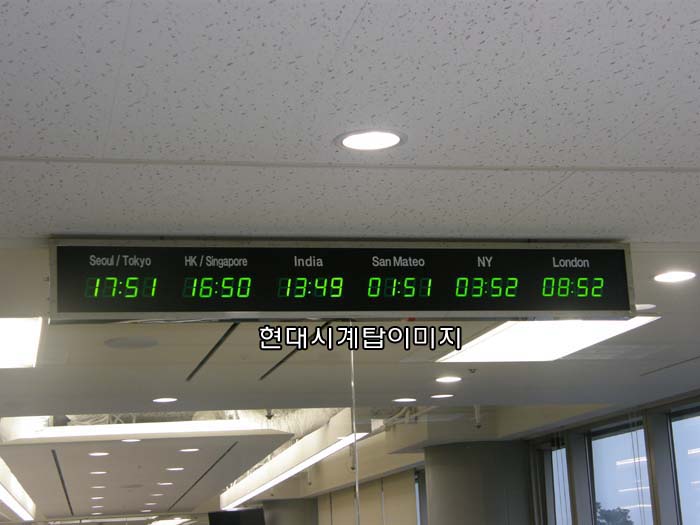 Seoul / Tokyo HK / Singapore India San Mateo NY London
17:51 16:50 13:49 01:51 03:52 08:52
현대시계탑이미지